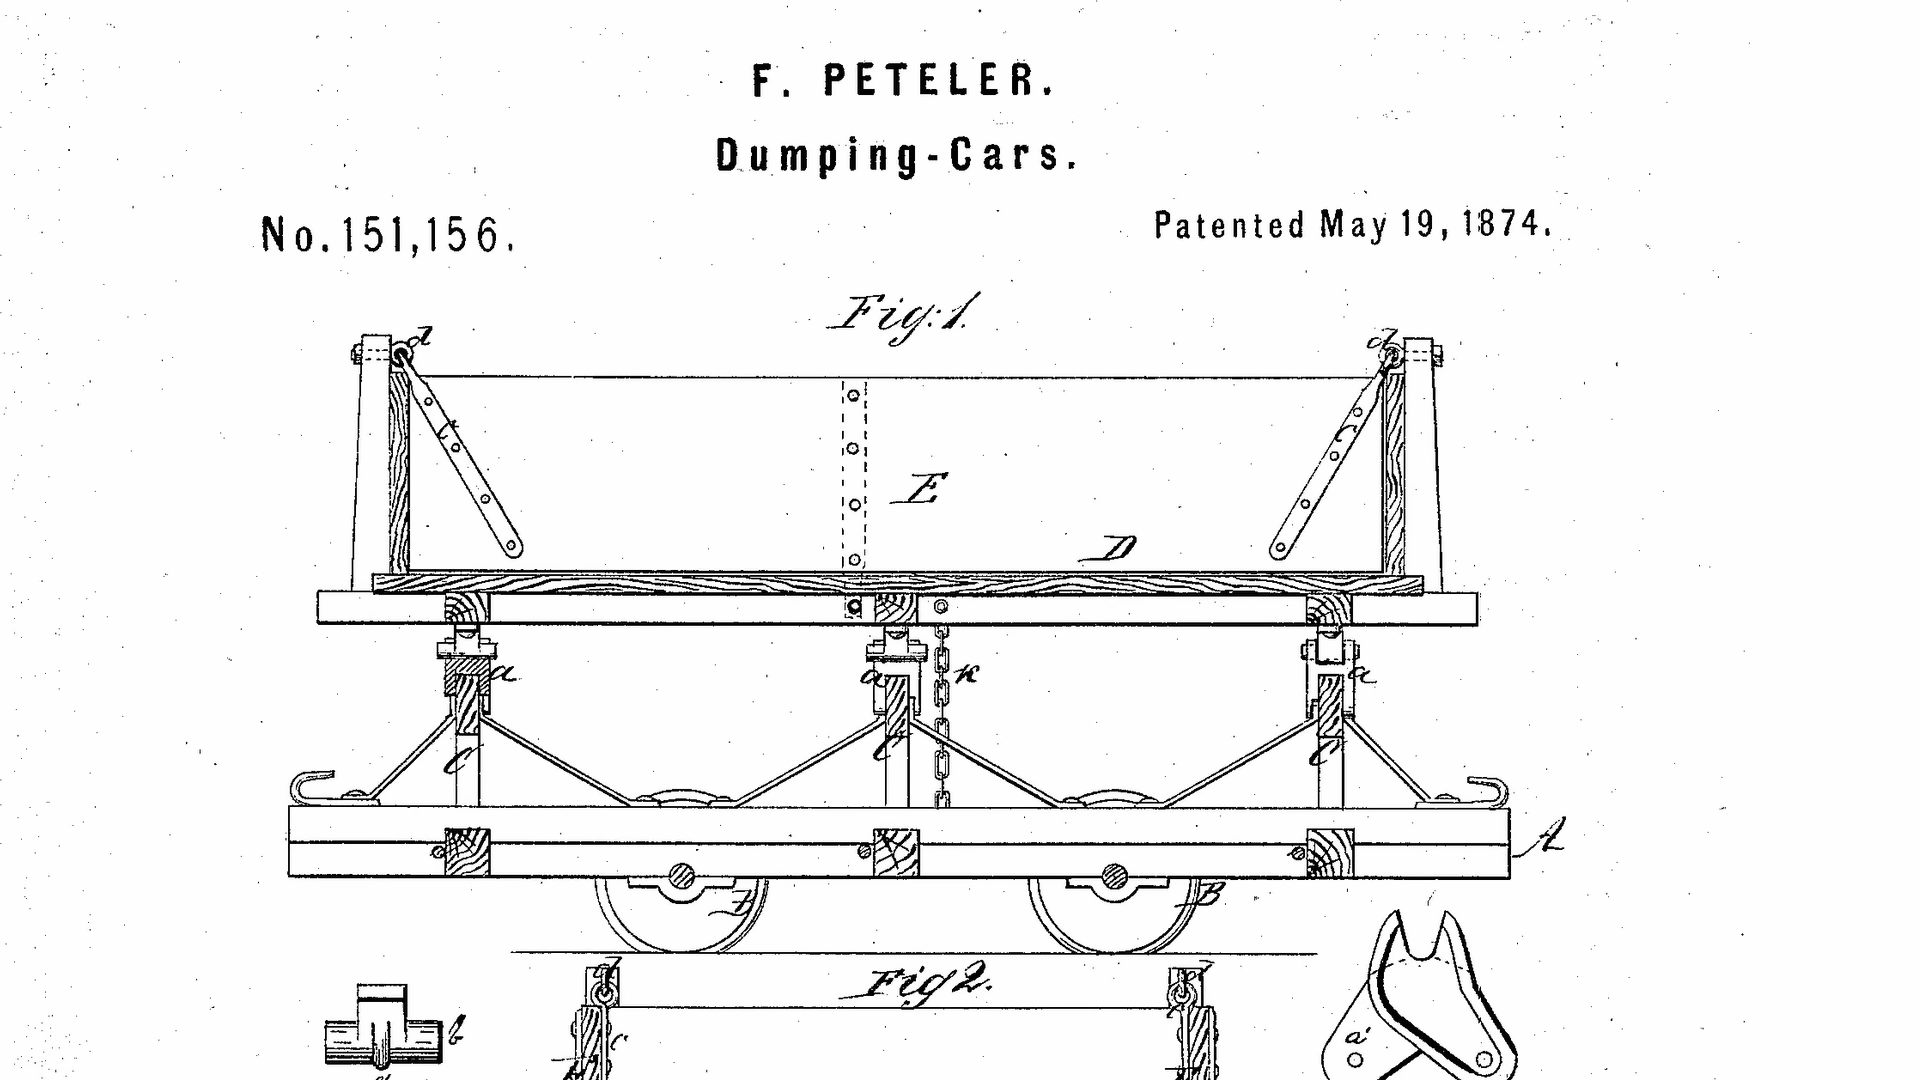 F. PETELER.
Dumping-Cars.
No. 151,156.
Patented May 19, 1874.
Fig: 1.
d
d
c
c
E
D
a
a
k
a
C
C
C
A
B
B
Fig 2.
d
d
b
c
a'